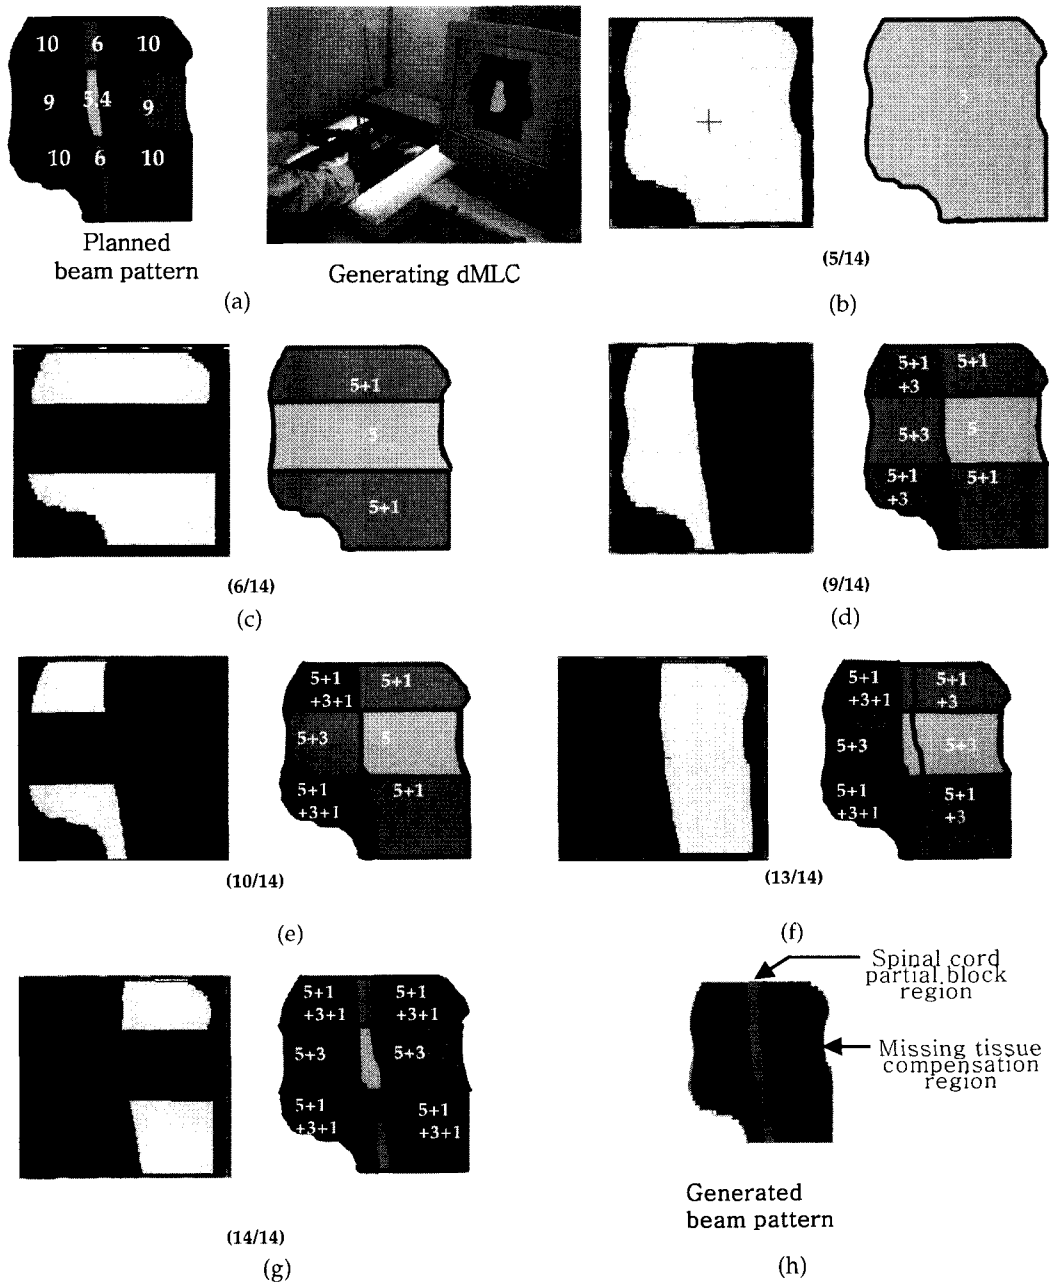 10 6 10
9 5.4 9
10 6 10
Planned
beam pattern
Generating dMLC
(a)
5
(5/14)
(b)
5+1
5
5+1
(6/14)
(c)
5+1
+3
5+1
5+3
5
5+1
+3
5+1
(9/14)
(d)
5+1
+3+1
5+1
5+3
5
5+1
+3+1
5+1
(10/14)
(e)
5+1
+3+1
5+1
+3
5+3
5+3
5+1
+3+1
5+1
+3
(13/14)
(f)
5+1
+3+1
5+1
+3+1
5+3
5+3
5+1
+3+1
5+1
+3+1
(14/14)
(g)
Spinal cord
partial block
region
Missing tissue
compensation
region
Generated
beam pattern
(h)